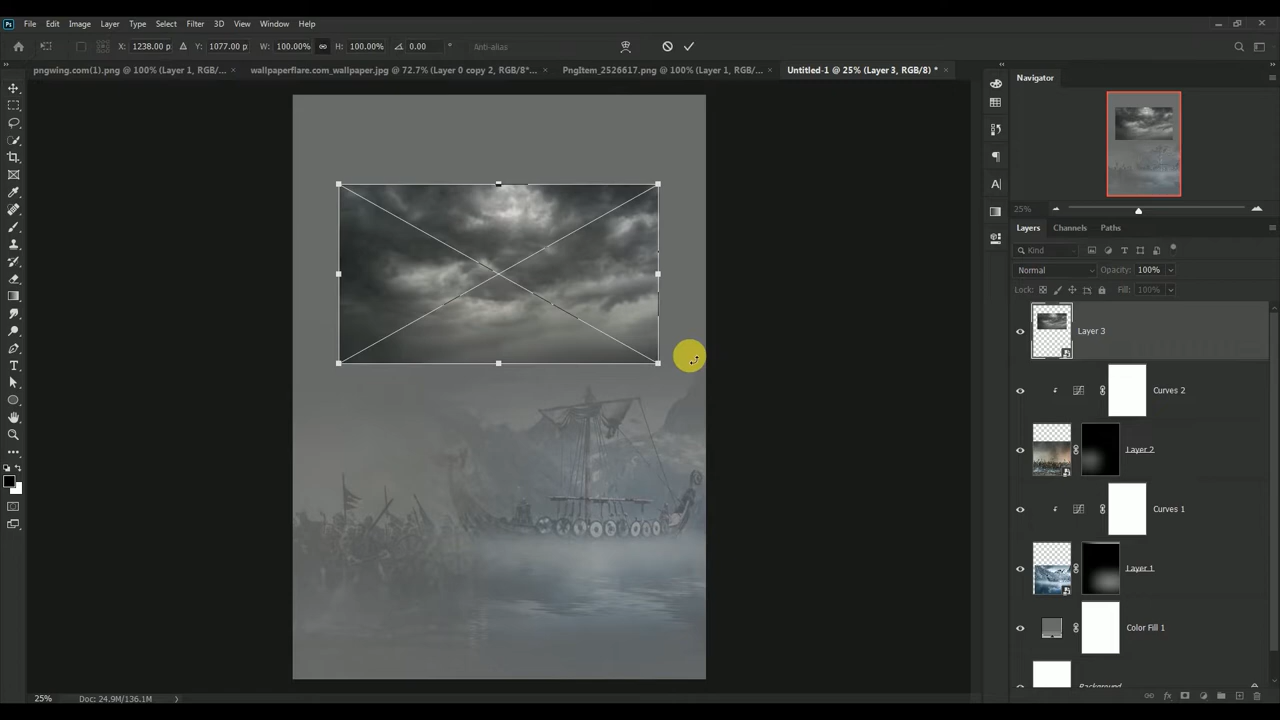 Ps File Edit Image Layer Type Select Filter 3D View Window Help
X: 1238.00 p Y: 1077.00 p W: 100.00% H: 100.00% 0.00 ° Anti-alias
pngwing.com(1).png @ 100% (Layer 1, RGB/... × wallpaperflare.com_wallpaper.jpg @ 72.7% (Layer 0 copy 2, RGB/8*... × PngItem_2526617.png @ 100% (Layer 1, RGB/... × Untitled-1 @ 25% (Layer 3, RGB/8) * ×
Navigator
25%
Layers Channels Paths
Kind
Normal Opacity: 100%
Lock: Fill: 100%
Layer 3
Curves 2
Layer 2
Curves 1
Layer 1
Color Fill 1
Background
25% Doc: 24.9M/136.1M